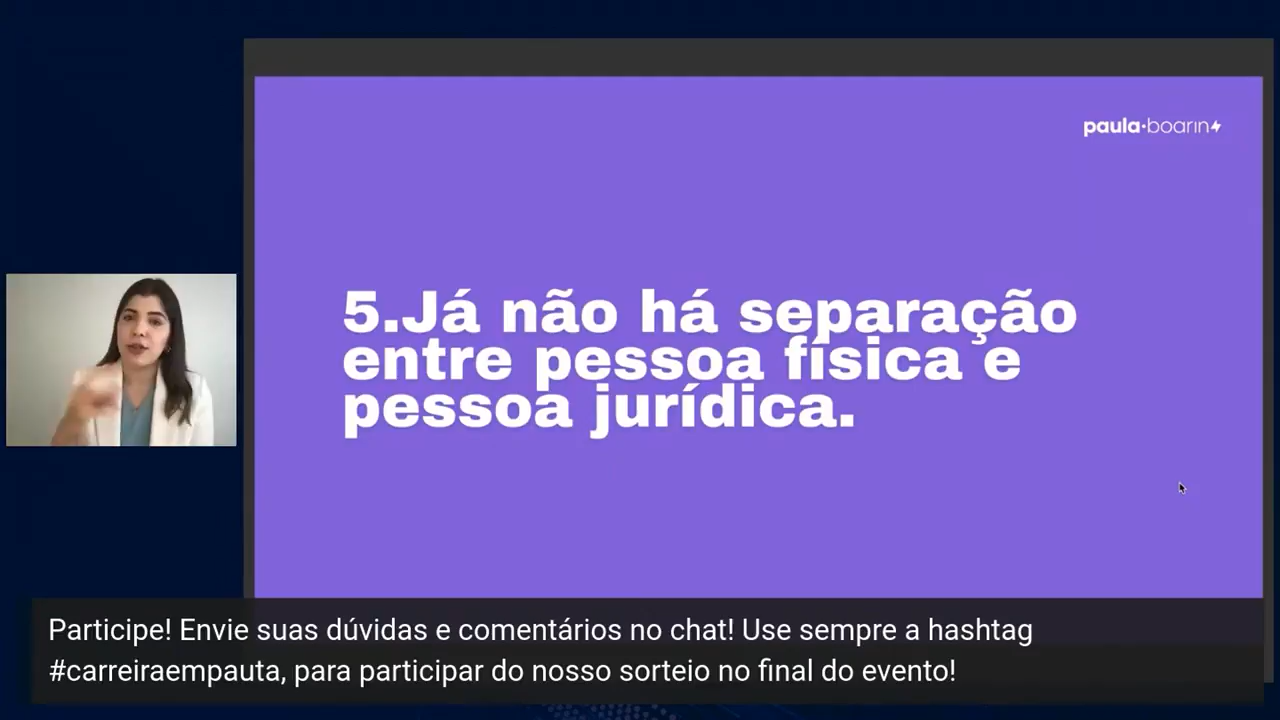 paula·boarin
5.Já não há separação
entre pessoa física e
pessoa jurídica.
Participe! Envie suas dúvidas e comentários no chat! Use sempre a hashtag
#carreiraempauta, para participar do nosso sorteio no final do evento!